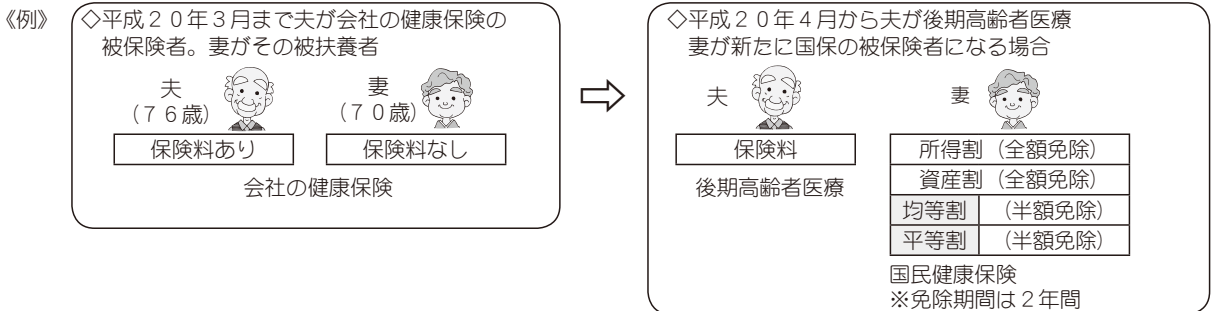 《例》
◇平成２０年３月まで夫が会社の健康保険の
被保険者。妻がその被扶養者
夫
（７６歳）
妻
（７０歳）
保険料あり
保険料なし
会社の健康保険
⇨
◇平成２０年４月から夫が後期高齢者医療
妻が新たに国保の被保険者になる場合
夫
妻
保険料
後期高齢者医療
所得割（全額免除）
資産割（全額免除）
均等割（半額免除）
平等割（半額免除）
国民健康保険
※免除期間は２年間